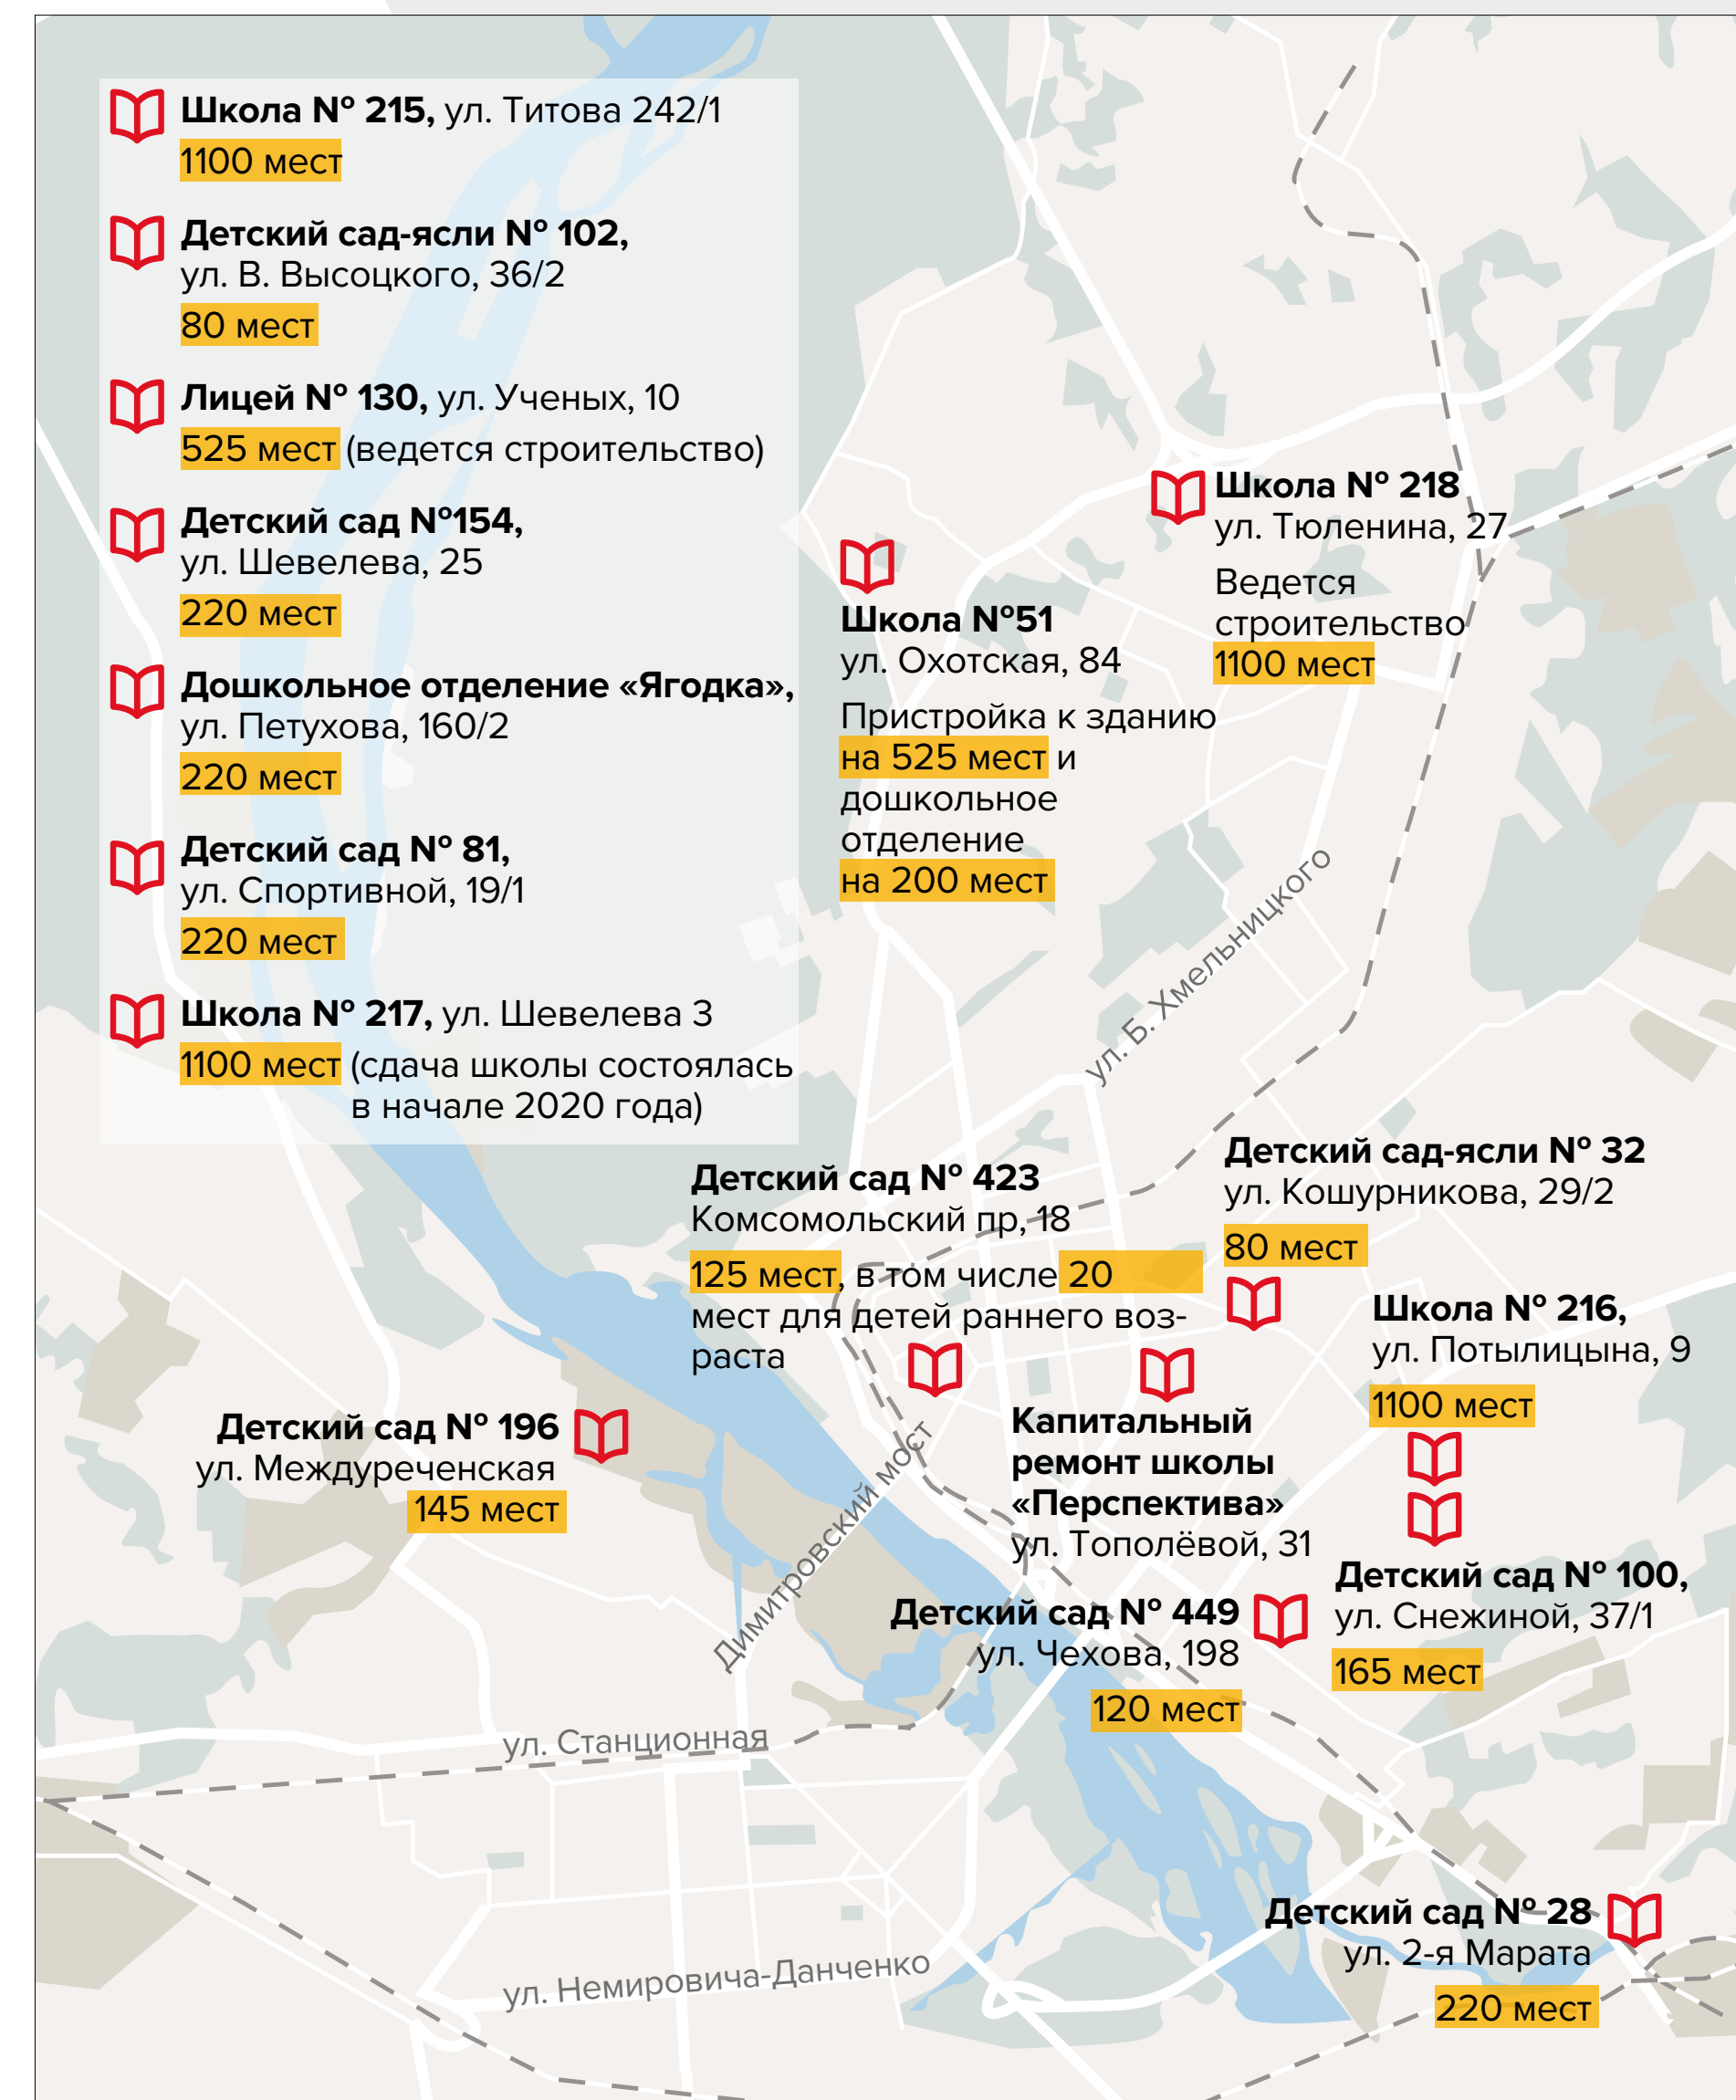 Школа № 215, ул. Титова 242/1
1100 мест
Детский сад-ясли № 102,
ул. В. Высоцкого, 36/2
80 мест
Лицей № 130, ул. Ученых, 10
525 мест (ведется строительство)
Детский сад №154,
ул. Шевелева, 25
220 мест
Дошкольное отделение «Ягодка»,
ул. Петухова, 160/2
220 мест
Детский сад № 81,
ул. Спортивной, 19/1
220 мест
Школа № 217, ул. Шевелева 3
1100 мест (сдача школы состоялась
в начале 2020 года)
Школа № 218
ул. Тюленина, 27
Ведется
строительство
1100 мест
Школа №51
ул. Охотская, 84
Пристройка к зданию
на 525 мест и
дошкольное
отделение
на 200 мест
ул. Б. Хмельницкого
Детский сад № 423
Комсомольский пр, 18
125 мест, в том числе 20
мест для детей раннего воз-
раста
Детский сад-ясли № 32
ул. Кошурникова, 29/2
80 мест
Школа № 216,
ул. Потылицына, 9
1100 мест
Детский сад № 196
ул. Междуреченская
145 мест
Димитровский мост
Капитальный
ремонт школы
«Перспектива»
ул. Тополёвой, 31
Детский сад № 449
ул. Чехова, 198
120 мест
Детский сад № 100,
ул. Снежиной, 37/1
165 мест
ул. Станционная
ул. Немировича-Данченко
Детский сад № 28
ул. 2-я Марата
220 мест